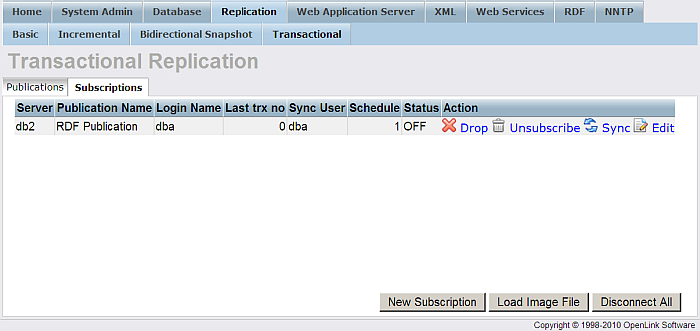 Home System Admin Database Replication Web Application Server XML Web Services RDF NNTP
Basic Incremental Bidirectional Snapshot Transactional
Transactional Replication
Publications Subscriptions
Server Publication Name Login Name Last trx no Sync User Schedule Status Action
db2 RDF Publication dba 0 dba 1 OFF Drop Unsubscribe Sync Edit
New Subscription Load Image File Disconnect All
Copyright © 1998-2010 OpenLink Software